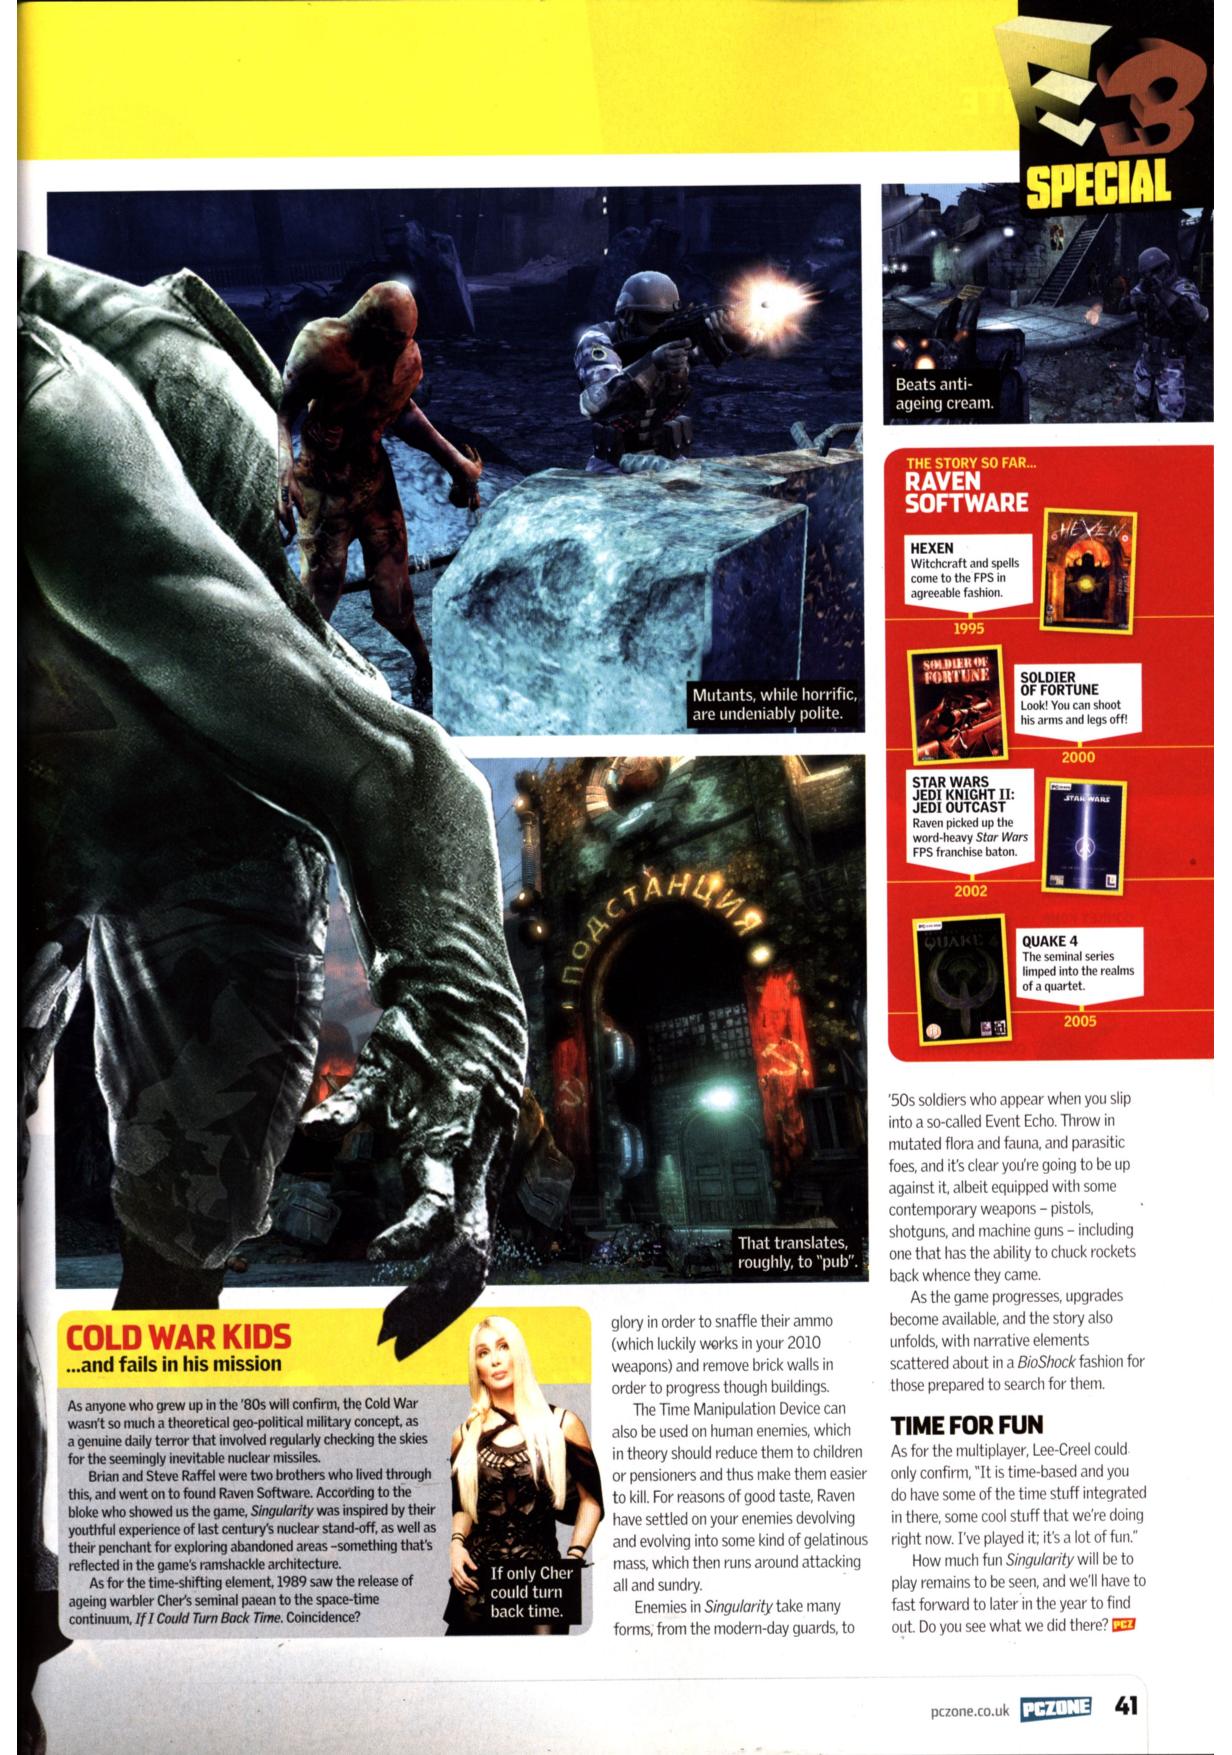 E3
SPECIAL
Beats anti-
ageing cream.
Mutants, while horrific,
are undeniably polite.
THE STORY SO FAR...
RAVEN
SOFTWARE
HEXEN
Witchcraft and spells
come to the FPS in
agreeable fashion.
HEXEN
1995
SOLDIER OF
FORTUNE
SOLDIER
OF FORTUNE
Look! You can shoot
his arms and legs off!
2000
STAR WARS
JEDI KNIGHT II:
JEDI OUTCAST
Raven picked up the
word-heavy Star Wars
FPS franchise baton.
STAR WARS
2002
QUAKE 4
QUAKE 4
The seminal series
limped into the realms
of a quartet.
2005
ПОДСТАНЦИЯ
That translates,
roughly, to “pub”.
COLD WAR KIDS
...and fails in his mission
As anyone who grew up in the '80s will confirm, the Cold War
wasn't so much a theoretical geo-political military concept, as
a genuine daily terror that involved regularly checking the skies
for the seemingly inevitable nuclear missiles.
Brian and Steve Raffel were two brothers who lived through
this, and went on to found Raven Software. According to the
bloke who showed us the game, Singularity was inspired by their
youthful experience of last century's nuclear stand-off, as well as
their penchant for exploring abandoned areas –something that's
reflected in the game's ramshackle architecture.
As for the time-shifting element, 1989 saw the release of
ageing warbler Cher's seminal paean to the space-time
continuum, If I Could Turn Back Time. Coincidence?
If only Cher
could turn
back time.
glory in order to snaffle their ammo
(which luckily works in your 2010
weapons) and remove brick walls in
order to progress though buildings.
The Time Manipulation Device can
also be used on human enemies, which
in theory should reduce them to children
or pensioners and thus make them easier
to kill. For reasons of good taste, Raven
have settled on your enemies devolving
and evolving into some kind of gelatinous
mass, which then runs around attacking
all and sundry.
Enemies in Singularity take many
forms, from the modern-day guards, to
'50s soldiers who appear when you slip
into a so-called Event Echo. Throw in
mutated flora and fauna, and parasitic
foes, and it's clear you're going to be up
against it, albeit equipped with some
contemporary weapons – pistols,
shotguns, and machine guns – including
one that has the ability to chuck rockets
back whence they came.
As the game progresses, upgrades
become available, and the story also
unfolds, with narrative elements
scattered about in a BioShock fashion for
those prepared to search for them.
TIME FOR FUN
As for the multiplayer, Lee-Creel could
only confirm, “It is time-based and you
do have some of the time stuff integrated
in there, some cool stuff that we're doing
right now. I've played it; it's a lot of fun.”
How much fun Singularity will be to
play remains to be seen, and we'll have to
fast forward to later in the year to find
out. Do you see what we did there? PCZ
pczone.co.uk PCZONE 41